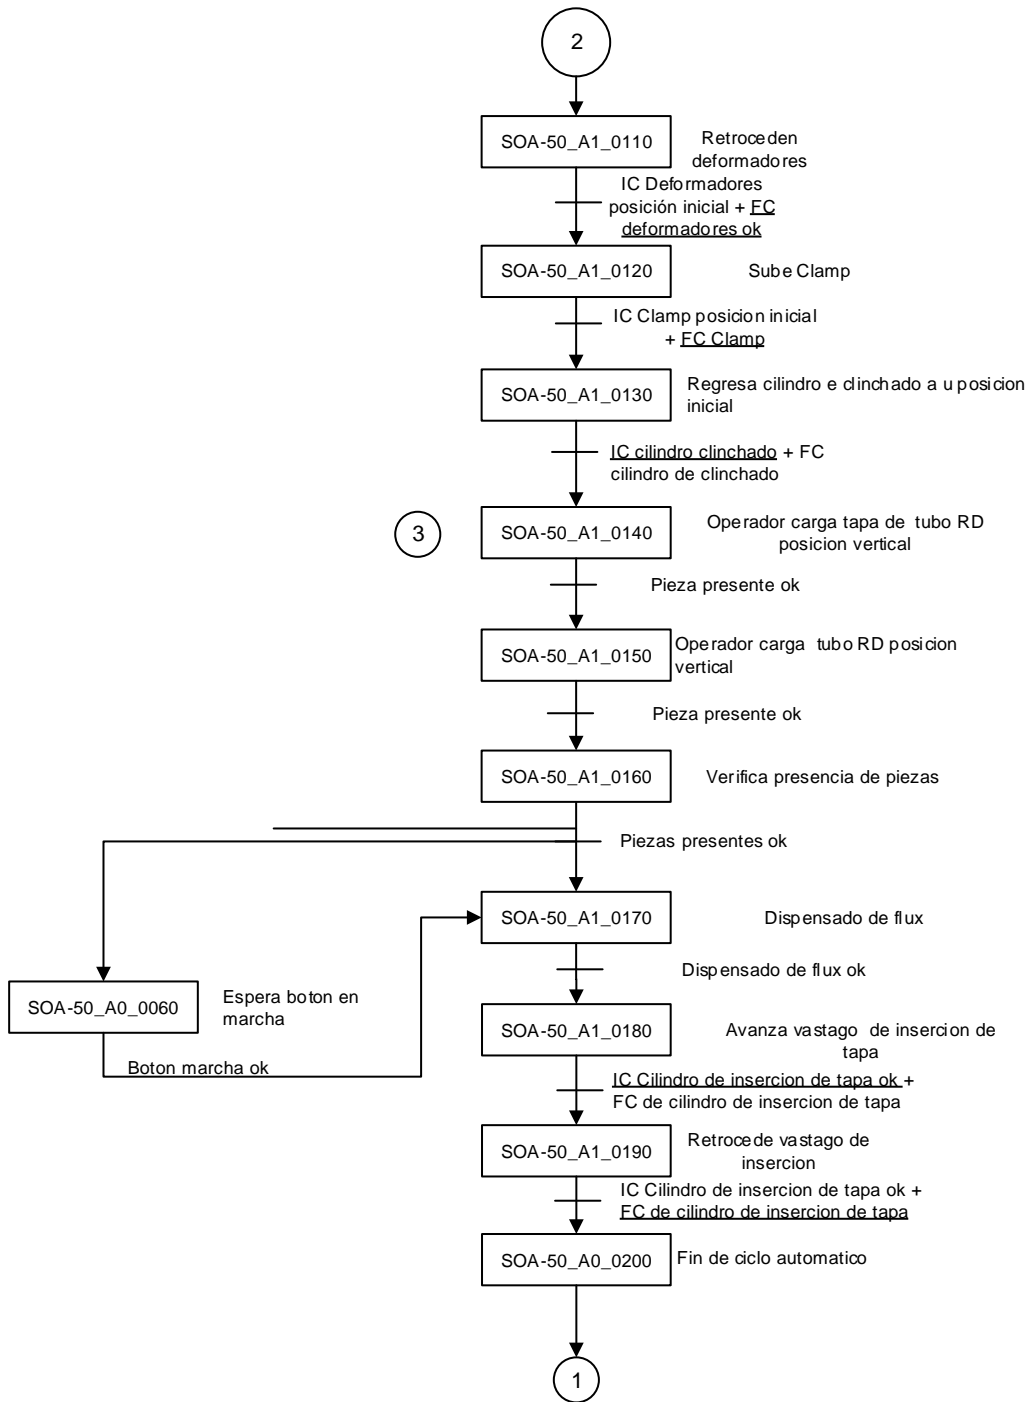 2
SOA-50_A1_0110
Retroceden
deformadores
IC Deformadores
posición inicial + FC
deformadores ok
SOA-50_A1_0120
Sube Clamp
IC Clamp posicion inicial
+ FC Clamp
SOA-50_A1_0130
Regresa cilindro e clinchado a u posicion
inicial
IC cilindro clinchado + FC
cilindro de clinchado
3
SOA-50_A1_0140
Operador carga tapa de tubo RD
posicion vertical
Pieza presente ok
SOA-50_A1_0150
Operador carga tubo RD posicion
vertical
Pieza presente ok
SOA-50_A1_0160
Verifica presencia de piezas
Piezas presentes ok
SOA-50_A1_0170
Dispensado de flux
Dispensado de flux ok
SOA-50_A0_0060
Espera boton en
marcha
Boton marcha ok
SOA-50_A1_0180
Avanza vastago de insercion de
tapa
IC Cilindro de insercion de tapa ok +
FC de cilindro de insercion de tapa
SOA-50_A1_0190
Retrocede vastago de
insercion
IC Cilindro de insercion de tapa ok +
FC de cilindro de insercion de tapa
SOA-50_A0_0200
Fin de ciclo automatico
1